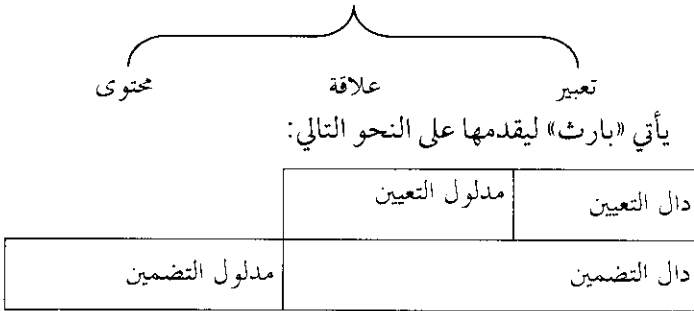 تعبير علاقة محتوى
يأتي «بارث» ليقدمها على النحو التالي:
دال التعيين مدلول التعيين
دال التضمين مدلول التضمين